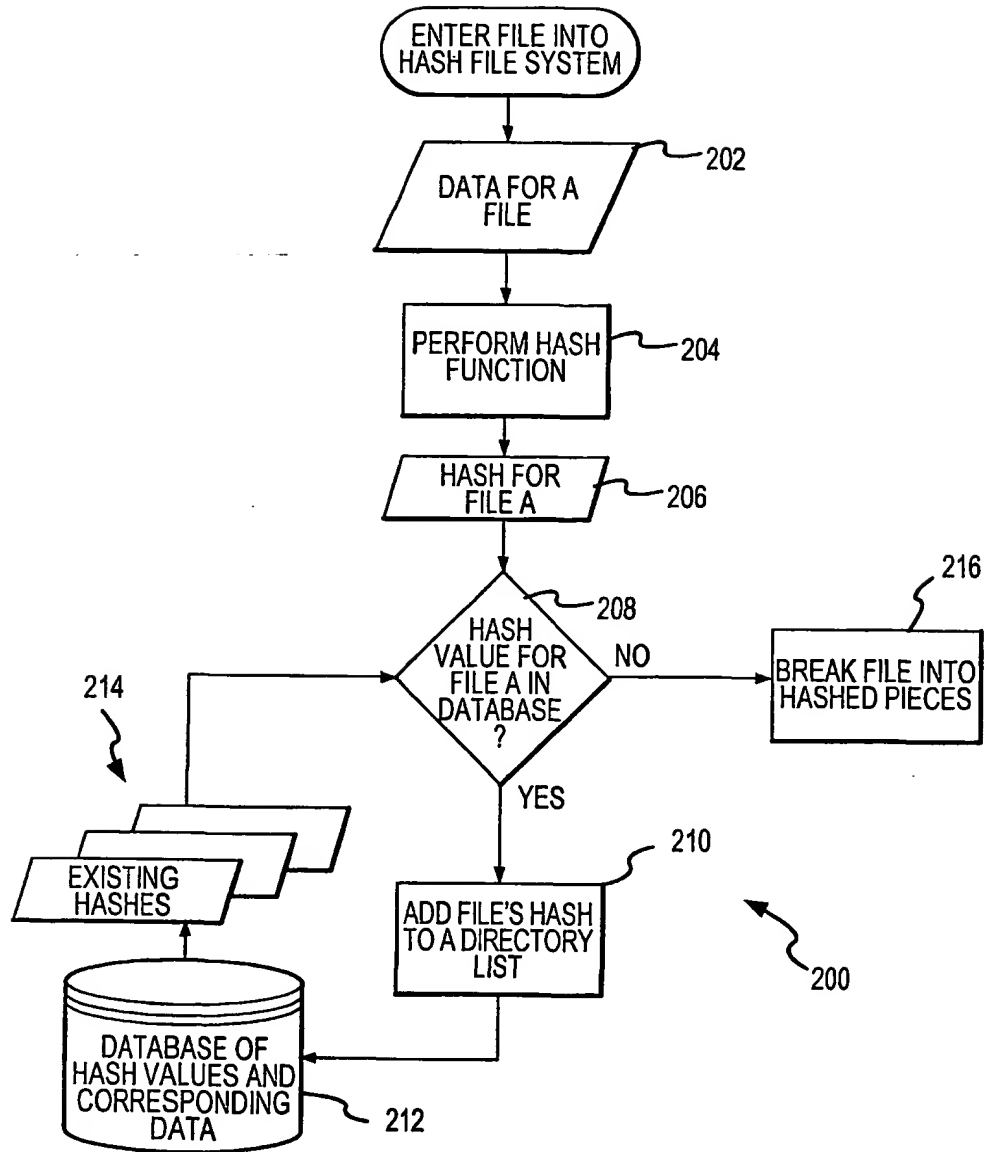 ENTER FILE INTO
HASH FILE SYSTEM
202
DATA FOR A
FILE
PERFORM HASH
FUNCTION
204
HASH FOR
FILE A
206
216
208
HASH
VALUE FOR
FILE A IN
DATABASE
?
NO
BREAK FILE INTO
HASHED PIECES
214
YES
210
EXISTING
HASHES
ADD FILE'S HASH
TO A DIRECTORY
LIST
200
DATABASE OF
HASH VALUES AND
CORRESPONDING
DATA
212